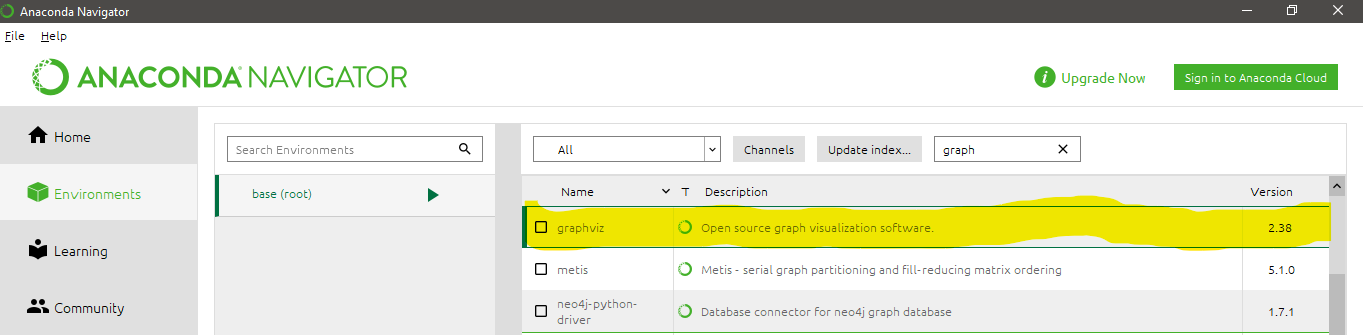 Anaconda Navigator
File Help
ANACONDA NAVIGATOR
Upgrade Now
Sign in to Anaconda Cloud
Home
Environments
Learning
Community
Search Environments
base (root)
All
Channels
Update index...
graph
Name T Description Version
graphviz Open source graph visualization software. 2.38
metis Metis - serial graph partitioning and fill-reducing matrix ordering 5.1.0
neo4j-python-
driver Database connector for neo4j graph database 1.7.1